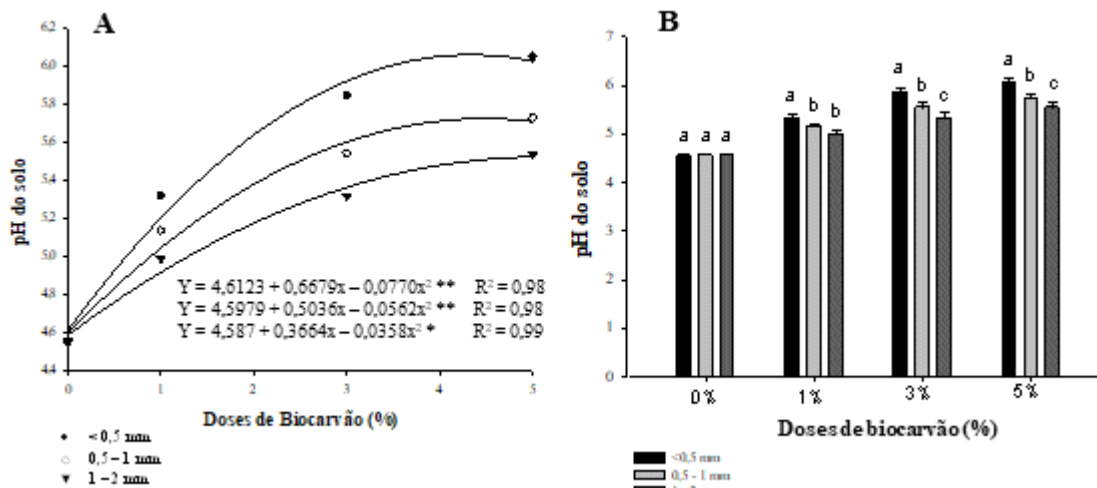 A
6,2
6,0
5,8
5,6
5,4
5,2
5,0
4,8
4,6
4,4
pH do solo
Y = 4,6123 + 0,6679x – 0,0770x² ** R² = 0,98
Y = 4,5979 + 0,5036x – 0,0562x² ** R² = 0,98
Y = 4,587 + 0,3664x – 0,0358x² * R² = 0,99
0 1 2 3 4 5
Doses de Biocarvão (%)
< 0,5 mm
0,5 – 1 mm
1 – 2 mm
B
7
6
5
4
3
2
1
0
pH do solo
a a a
a b b
a b c
a b c
0 % 1 % 3 % 5 %
Doses de biocarvão (%)
<0,5 mm
0,5 - 1 mm